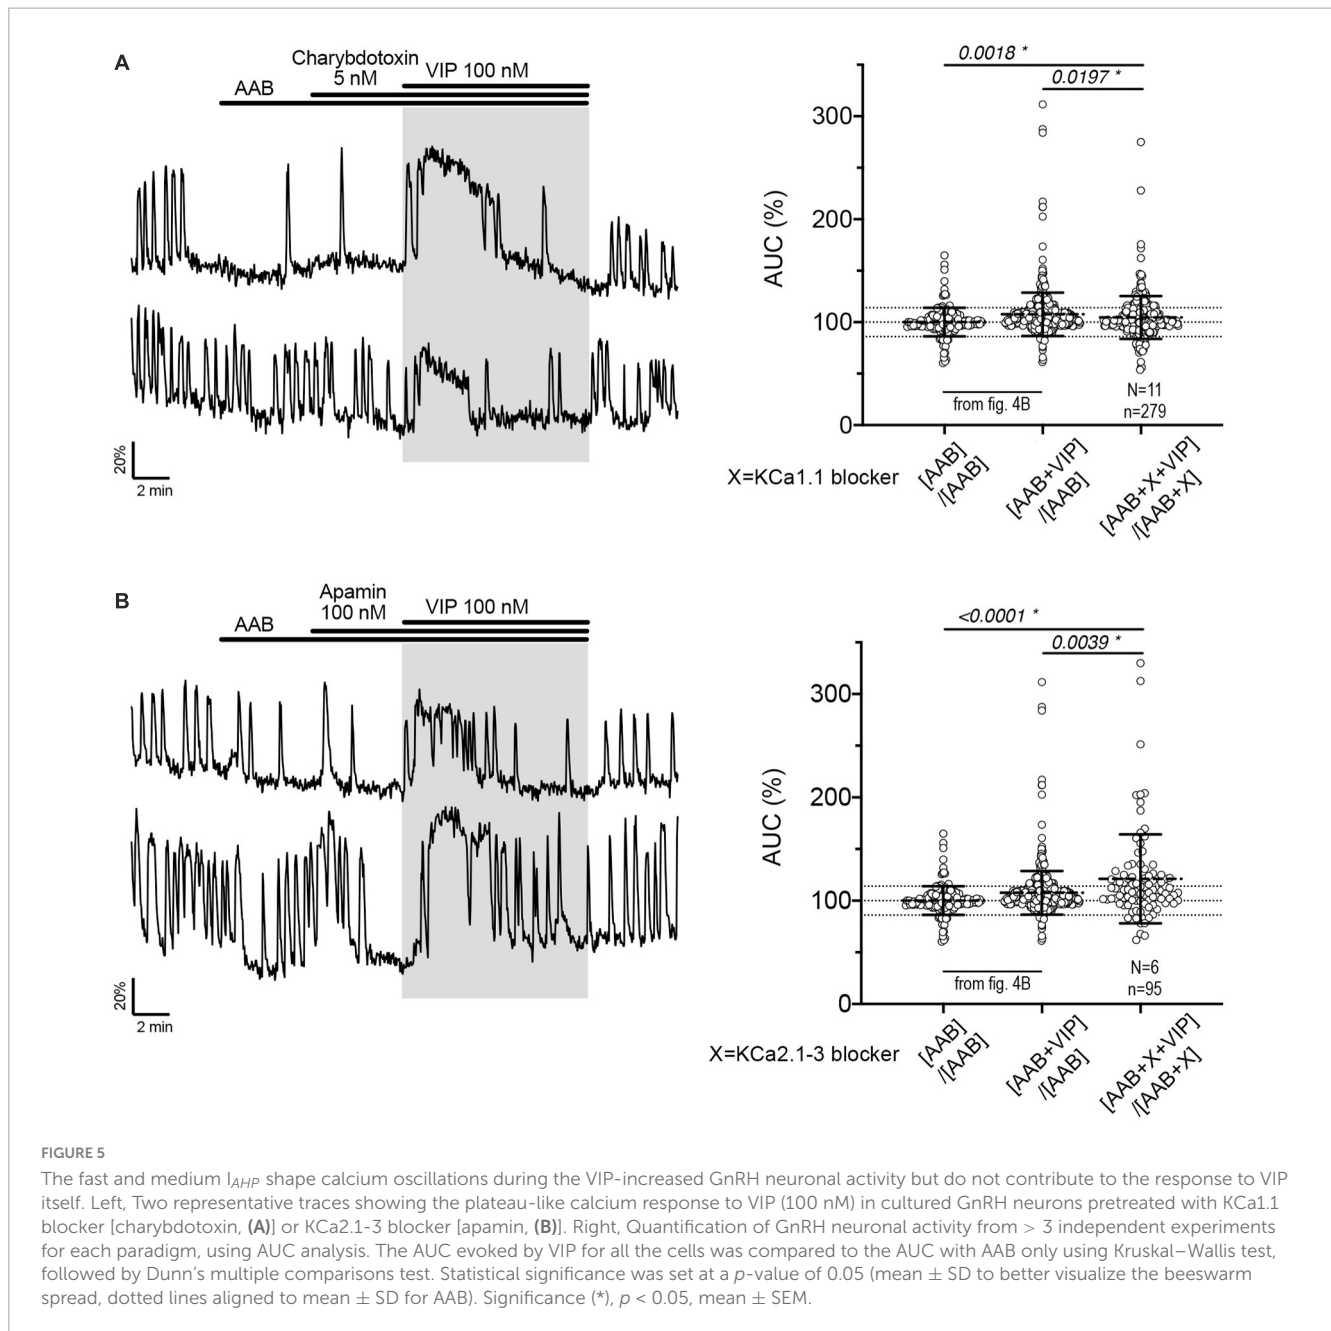 A
Charybdotoxin
5 nM
VIP 100 nM
AAB
20%
2 min
0.0018 *
0.0197 *
AUC (%)
300
200
100
0
from fig. 4B
N=11
n=279
X=KCa1.1 blocker
[AAB]
/[AAB]
[AAB+VIP]
/[AAB]
[AAB+X+VIP]
/[AAB+X]
B
Apamin
100 nM
VIP 100 nM
AAB
20%
2 min
<0.0001 *
0.0039 *
AUC (%)
300
200
100
0
from fig. 4B
N=6
n=95
X=KCa2.1-3 blocker
[AAB]
/[AAB]
[AAB+VIP]
/[AAB]
[AAB+X+VIP]
/[AAB+X]
FIGURE 5
The fast and medium I_AHP shape calcium oscillations during the VIP-increased GnRH neuronal activity but do not contribute to the response to VIP
itself. Left, Two representative traces showing the plateau-like calcium response to VIP (100 nM) in cultured GnRH neurons pretreated with KCa1.1
blocker [charybdotoxin, (A)] or KCa2.1-3 blocker [apamin, (B)]. Right, Quantification of GnRH neuronal activity from > 3 independent experiments
for each paradigm, using AUC analysis. The AUC evoked by VIP for all the cells was compared to the AUC with AAB only using Kruskal–Wallis test,
followed by Dunn's multiple comparisons test. Statistical significance was set at a p-value of 0.05 (mean ± SD to better visualize the beeswarm
spread, dotted lines aligned to mean ± SD for AAB). Significance (*), p < 0.05, mean ± SEM.